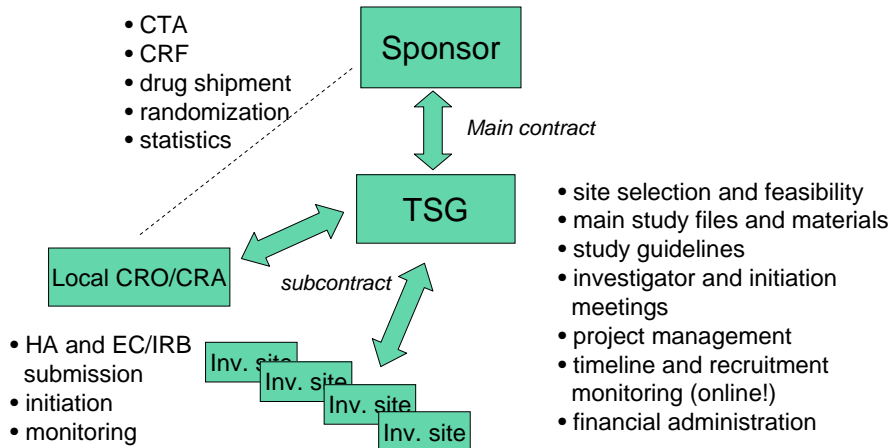 • CTA
• CRF
• drug shipment
• randomization
• statistics
Sponsor
Main contract
TSG
• site selection and feasibility
• main study files and materials
• study guidelines
• investigator and initiation
meetings
• project management
• timeline and recruitment
monitoring (online!)
• financial administration
Local CRO/CRA
subcontract
• HA and EC/IRB
submission
• initiation
• monitoring
Inv. site
Inv. site
Inv. site
Inv. site